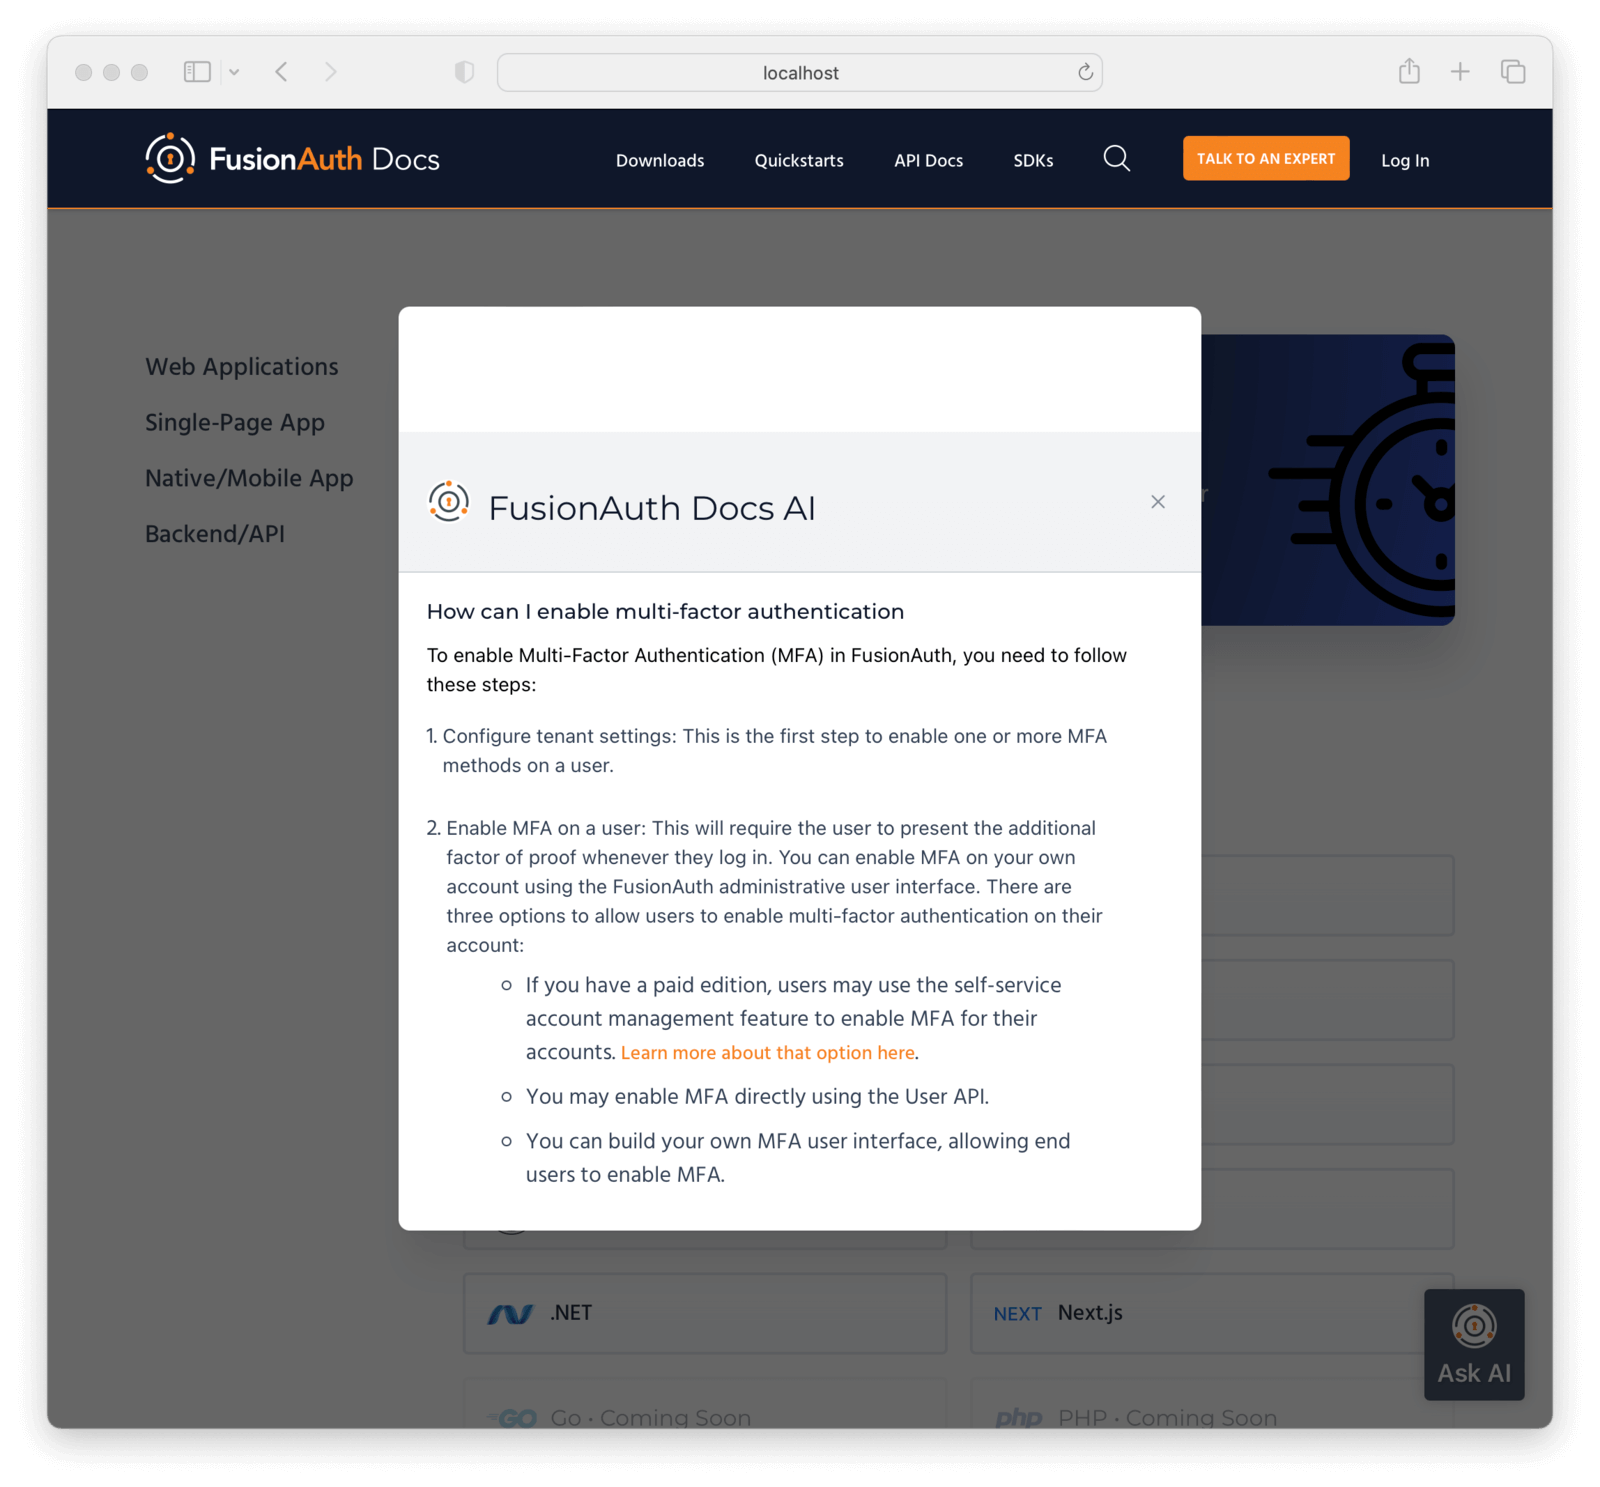 localhost
FusionAuth Docs
Downloads
Quickstarts
API Docs
SDKs
TALK TO AN EXPERT
Log In
Web Applications
Single-Page App
Native/Mobile App
Backend/API
FusionAuth Docs AI
How can I enable multi-factor authentication
To enable Multi-Factor Authentication (MFA) in FusionAuth, you need to follow
these steps:
1. Configure tenant settings: This is the first step to enable one or more MFA
methods on a user.
2. Enable MFA on a user: This will require the user to present the additional
factor of proof whenever they log in. You can enable MFA on your own
account using the FusionAuth administrative user interface. There are
three options to allow users to enable multi-factor authentication on their
account:
If you have a paid edition, users may use the self-service
account management feature to enable MFA for their
accounts. Learn more about that option here.
You may enable MFA directly using the User API.
You can build your own MFA user interface, allowing end
users to enable MFA.
.NET
NEXT Next.js
GO Go • Coming Soon
php PHP • Coming Soon
Ask AI